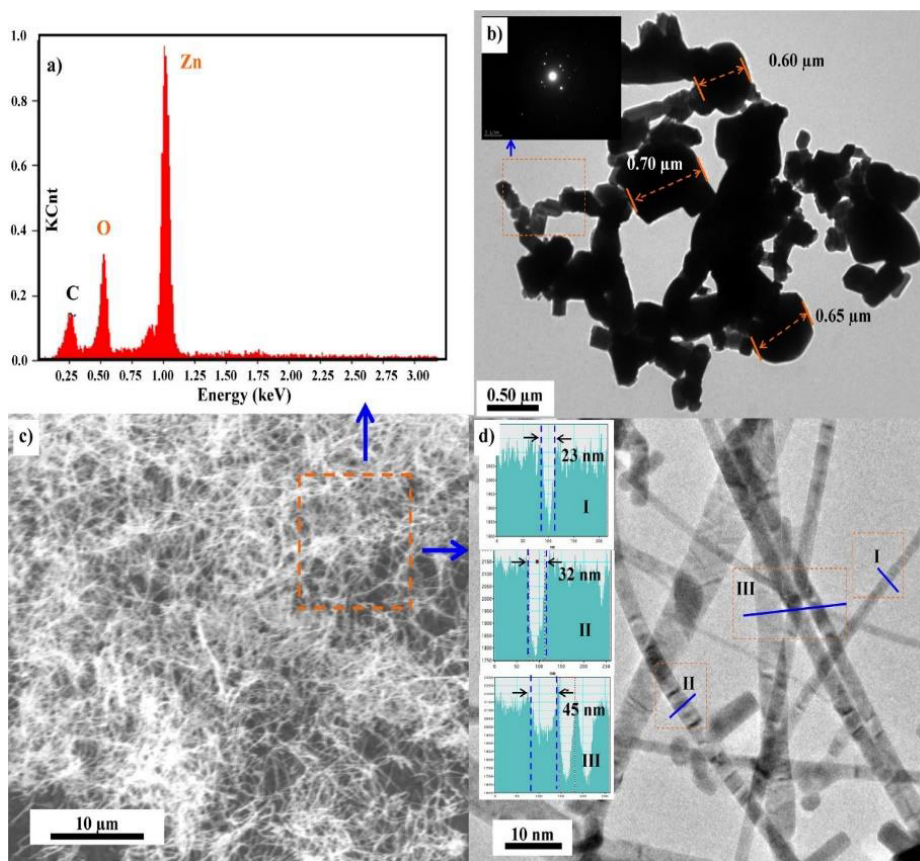 a)
Zn
O
C
KCnt
1.0
0.8
0.6
0.4
0.2
0.0
0.25 0.50 0.75 1.00 1.25 1.50 1.75 2.00 2.25 2.50 2.75 3.00
Energy (keV)
b)
0.60 µm
0.70 µm
0.65 µm
0.50 µm
c)
10 µm
d)
23 nm
I
32 nm
II
45 nm
III
I
III
II
10 nm